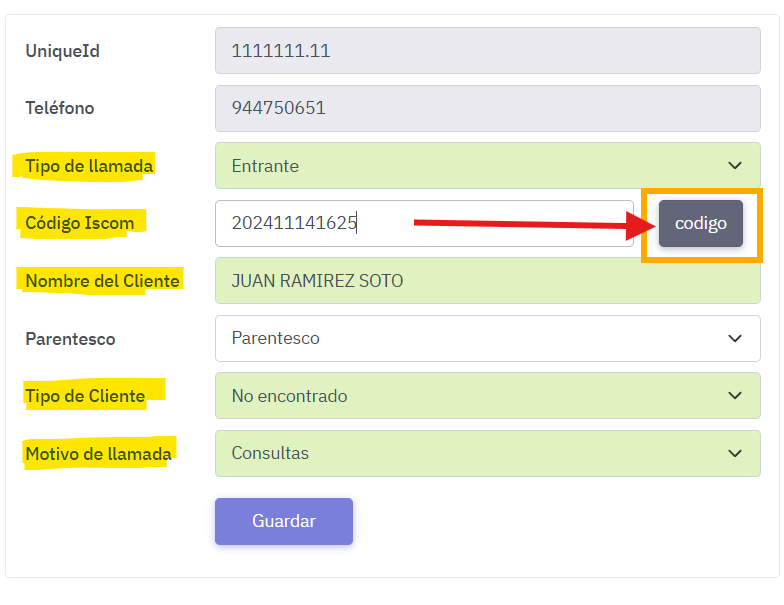 UniqueId 1111111.11
Teléfono 944750651
Tipo de llamada Entrante
Código Iscom 202411141625 codigo
Nombre del Cliente JUAN RAMIREZ SOTO
Parentesco Parentesco
Tipo de Cliente No encontrado
Motivo de llamada Consultas
Guardar